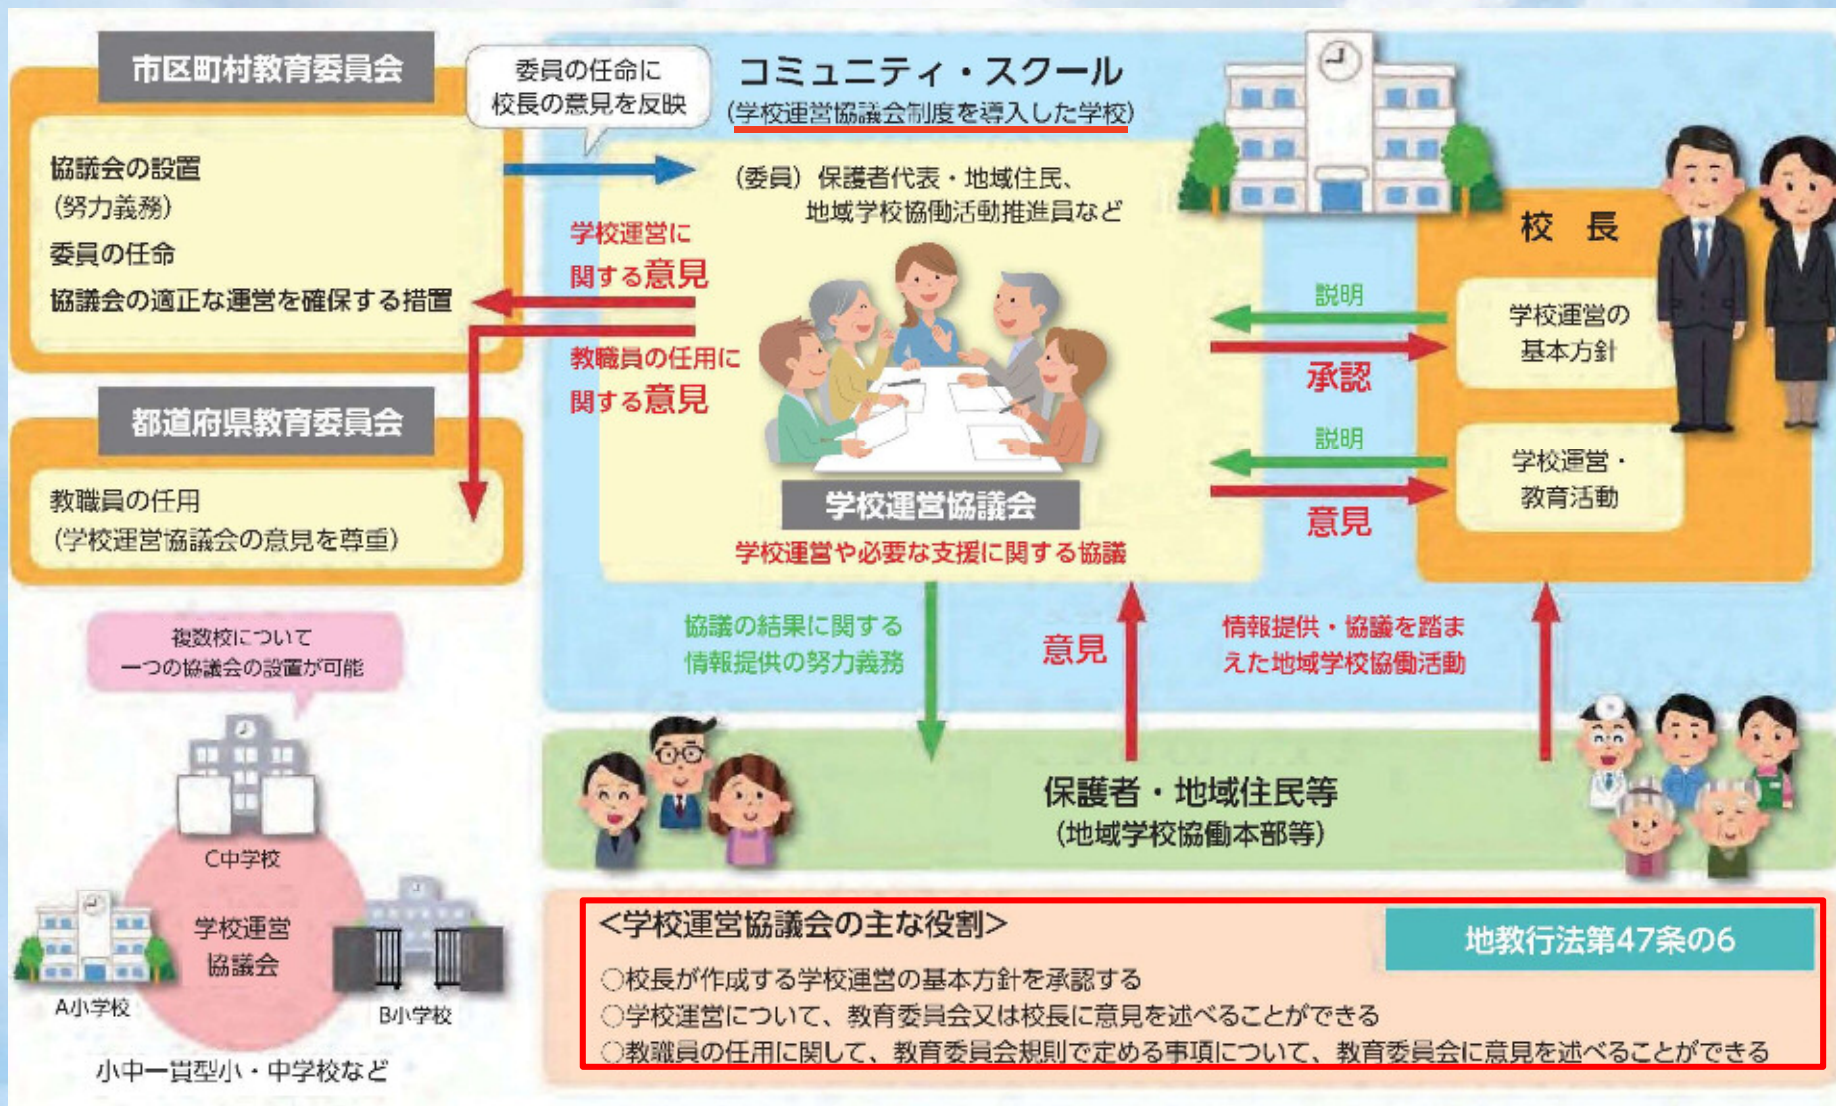 市区町村教育委員会
協議会の設置
(努力義務)
委員の任命
協議会の適正な運営を確保する措置
委員の任命に
校長の意見を反映
コミュニティ・スクール
(学校運営協議会制度を導入した学校)
(委員) 保護者代表・地域住民、
地域学校協働活動推進員など
学校運営に
関する意見
教職員の任用に
関する意見
都道府県教育委員会
教職員の任用
(学校運営協議会の意見を尊重)
学校運営協議会
学校運営や必要な支援に関する協議
校 長
説明
承認
学校運営の
基本方針
説明
意見
学校運営・
教育活動
協議の結果に関する
情報提供の努力義務
意見
情報提供・協議を踏ま
えた地域学校協働活動
保護者・地域住民等
(地域学校協働本部等)
複数校について
一つの協議会の設置が可能
C中学校
学校運営
協議会
A小学校
B小学校
小中一貫型小・中学校など
<学校運営協議会の主な役割>
地教行法第47条の6
○校長が作成する学校運営の基本方針を承認する
○学校運営について、教育委員会又は校長に意見を述べることができる
○教職員の任用に関して、教育委員会規則で定める事項について、教育委員会に意見を述べることができる